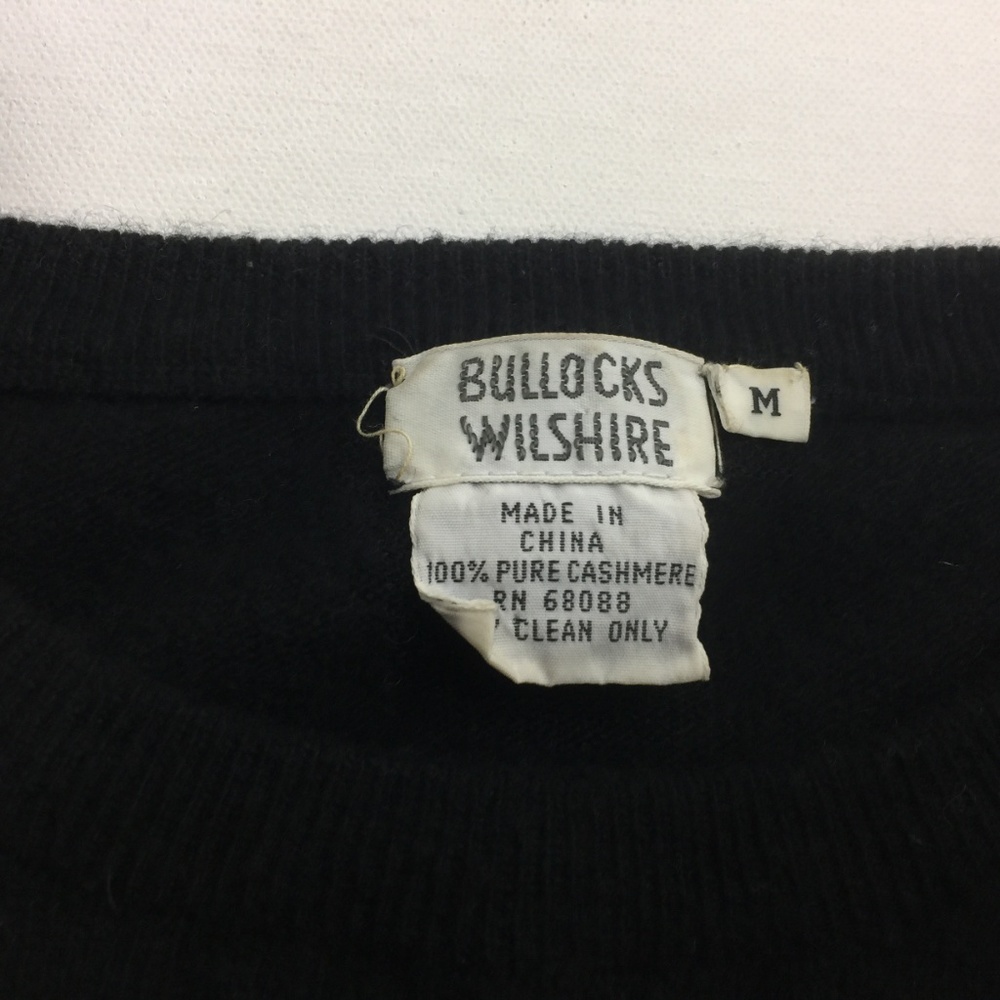 BULLOCKS
WILSHIRE
M
MADE IN
CHINA
100% PURE CASHMERE
RN 68088
CLEAN ONLY